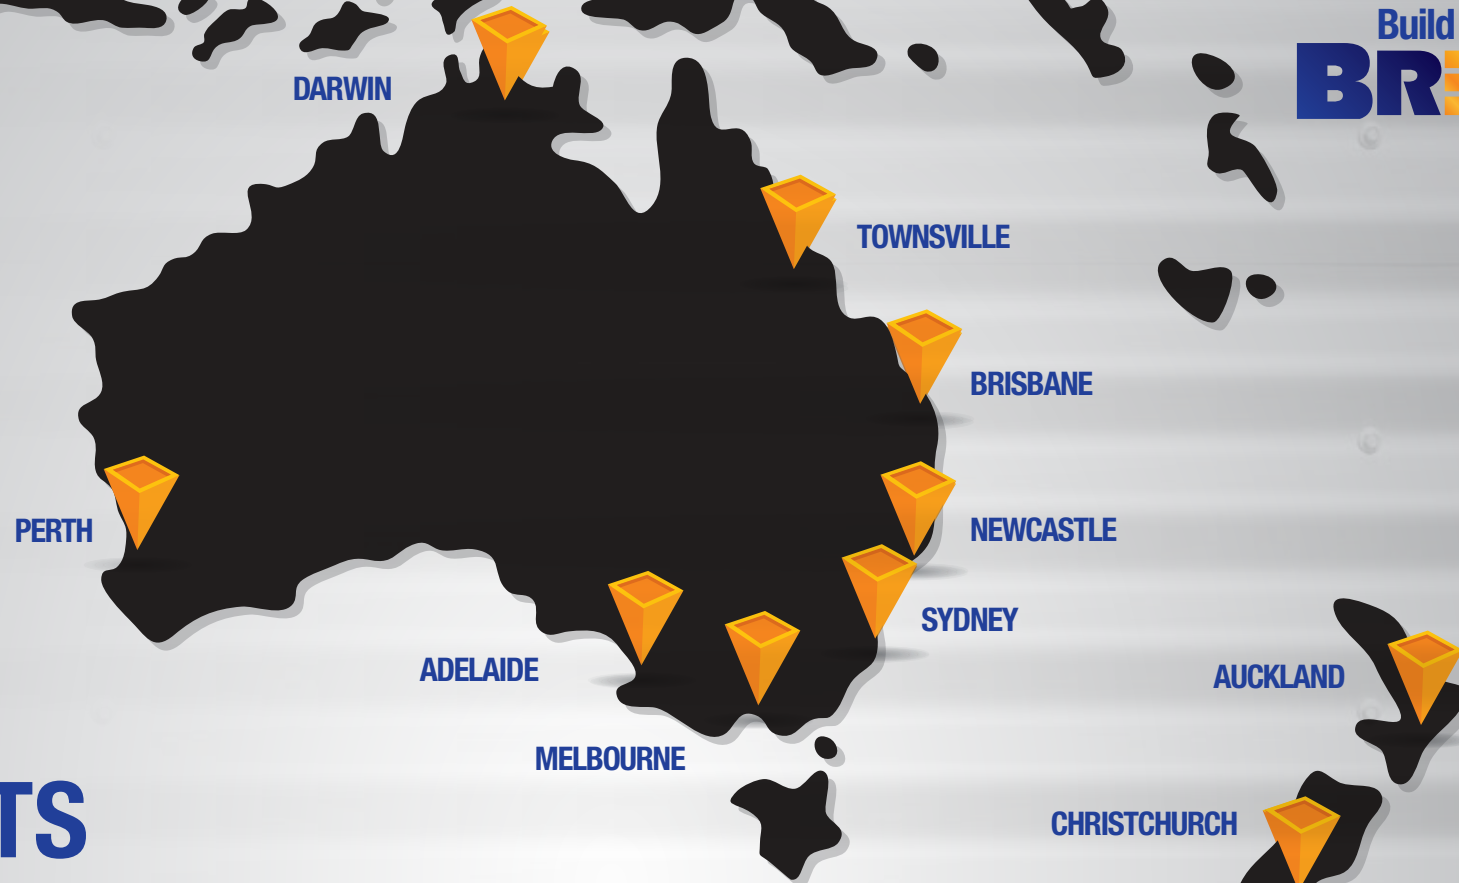 Build
BR
DARWIN
TOWNSVILLE
BRISBANE
PERTH
NEWCASTLE
SYDNEY
ADELAIDE
AUCKLAND
MELBOURNE
TS
CHRISTCHURCH